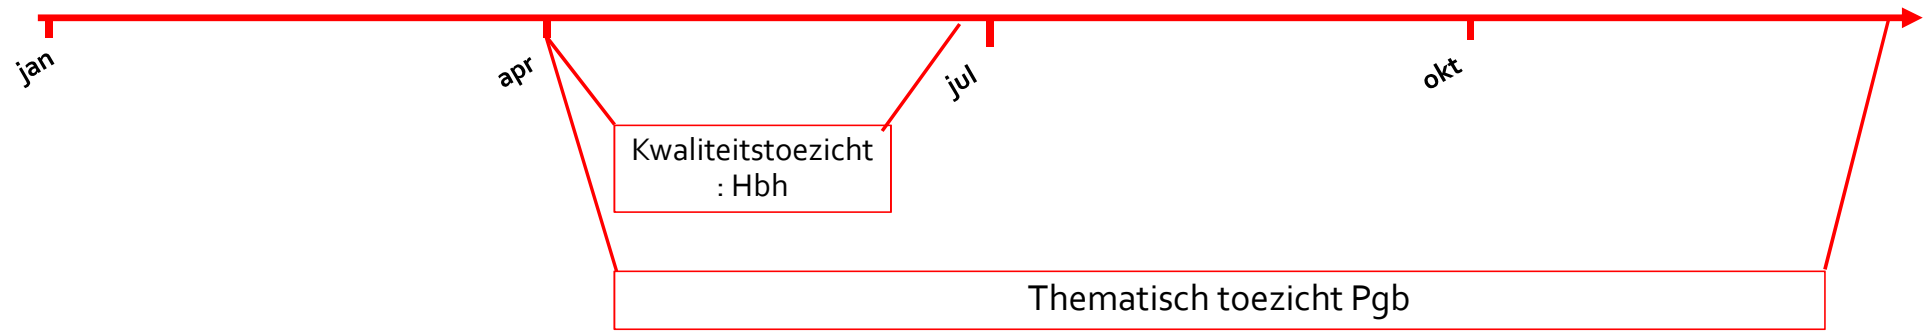 jan
apr
jul
okt
Kwaliteitstoezicht
: Hbh
Thematisch toezicht Pgb